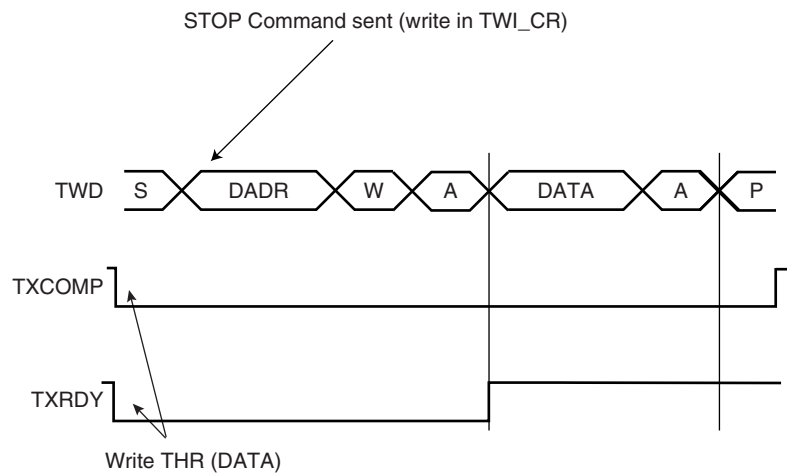 STOP Command sent (write in TWI_CR)
TWD S DADR W A DATA A P
TXCOMP
TXRDY
Write THR (DATA)